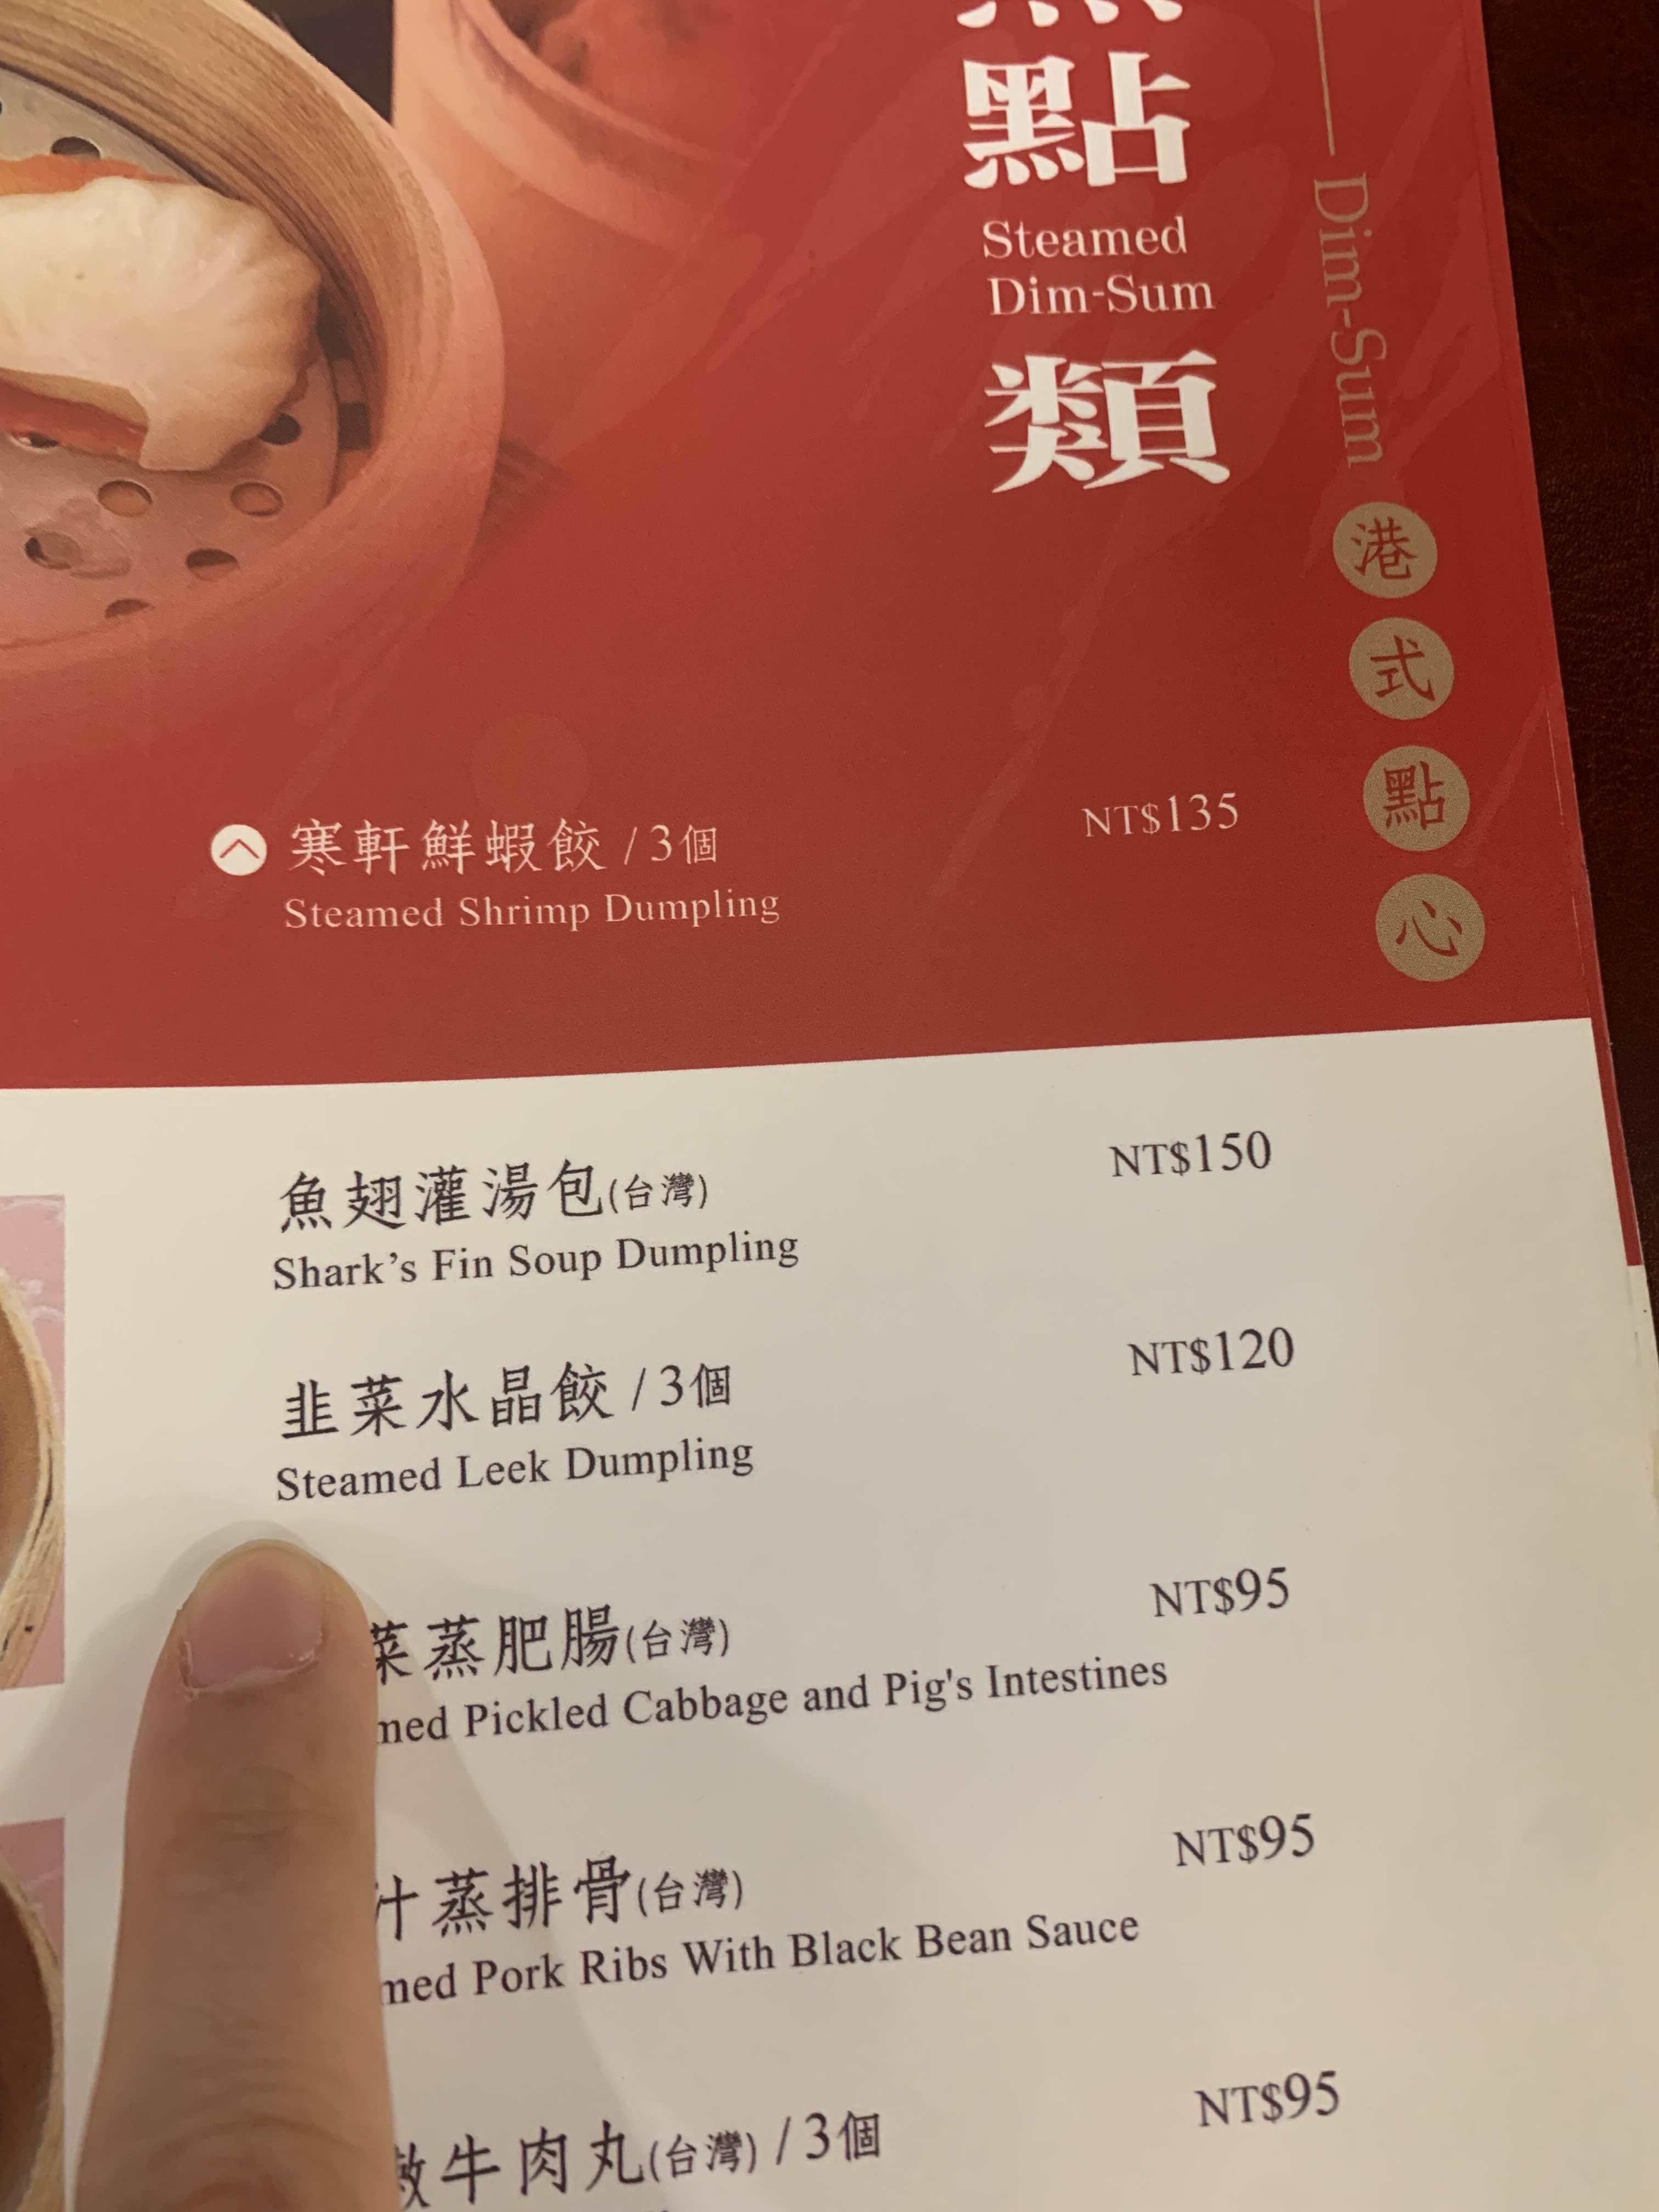 點
Steamed
Dim-Sum
類
Dim-Sum
港式點心
寒軒鮮蝦餃 / 3個
NT$135
Steamed Shrimp Dumpling
魚翅灌湯包(台灣)
NT$150
Shark's Fin Soup Dumpling
韭菜水晶餃 / 3個
NT$120
Steamed Leek Dumpling
菜蒸肥腸(台灣)
NT$95
med Pickled Cabbage and Pig's Intestines
汁蒸排骨(台灣)
NT$95
med Pork Ribs With Black Bean Sauce
牛肉丸(台灣) / 3個
NT$95